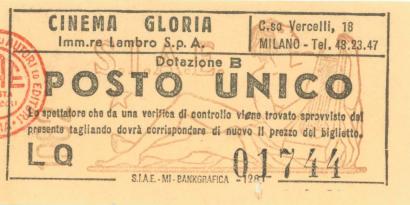 CINEMA GLORIA
Imm.re Lambro S.p.A.
C.so Vercelli, 18
MILANO - Tel. 48.23.47
Dotazione B
POSTO UNICO
Lo spettatore che da una verifica di controllo viene trovato sprovvisto del
presente tagliando dovrà corrispondere di nuovo il prezzo del biglietto.
LQ
01744
S.I.A.E. - MI - BANKGRAFICA